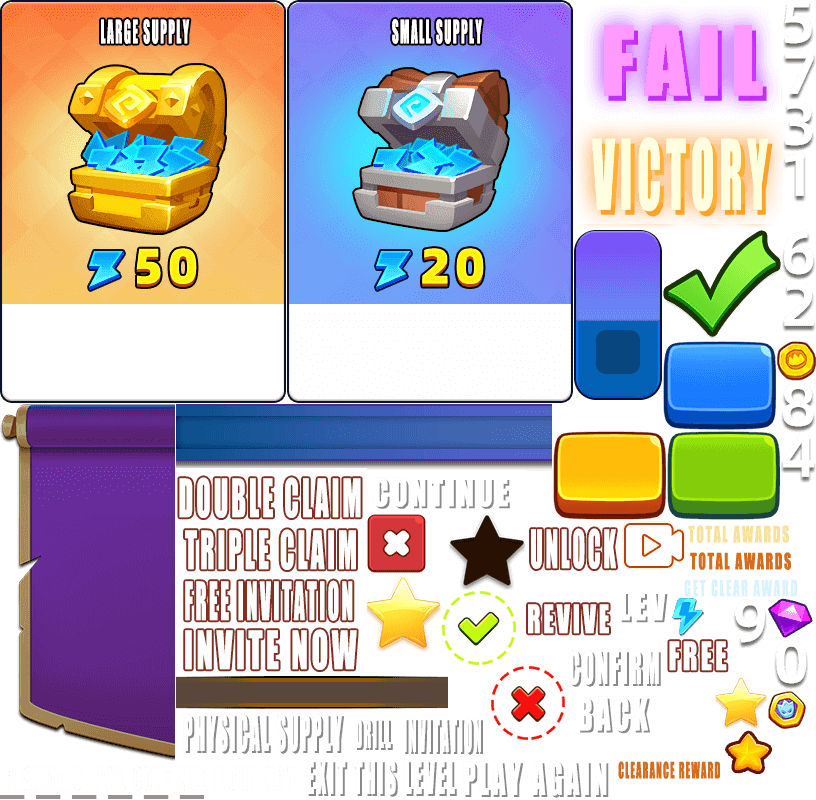 LARGE SUPPLY
SMALL SUPPLY
50
20
FAIL
VICTORY
5
7
3
1
6
2
8
4
DOUBLE CLAIM
CONTINUE
TRIPLE CLAIM
UNLOCK
TOTAL AWARDS
TOTAL AWARDS
GET CLEAR AWARD
FREE INVITATION
REVIVE
LEV
9
INVITE NOW
CONFIRM
FREE
0
BACK
PHYSICAL SUPPLY
DRILL
INVITATION
EXIT THIS LEVEL
PLAY AGAIN
CLEARANCE REWARD